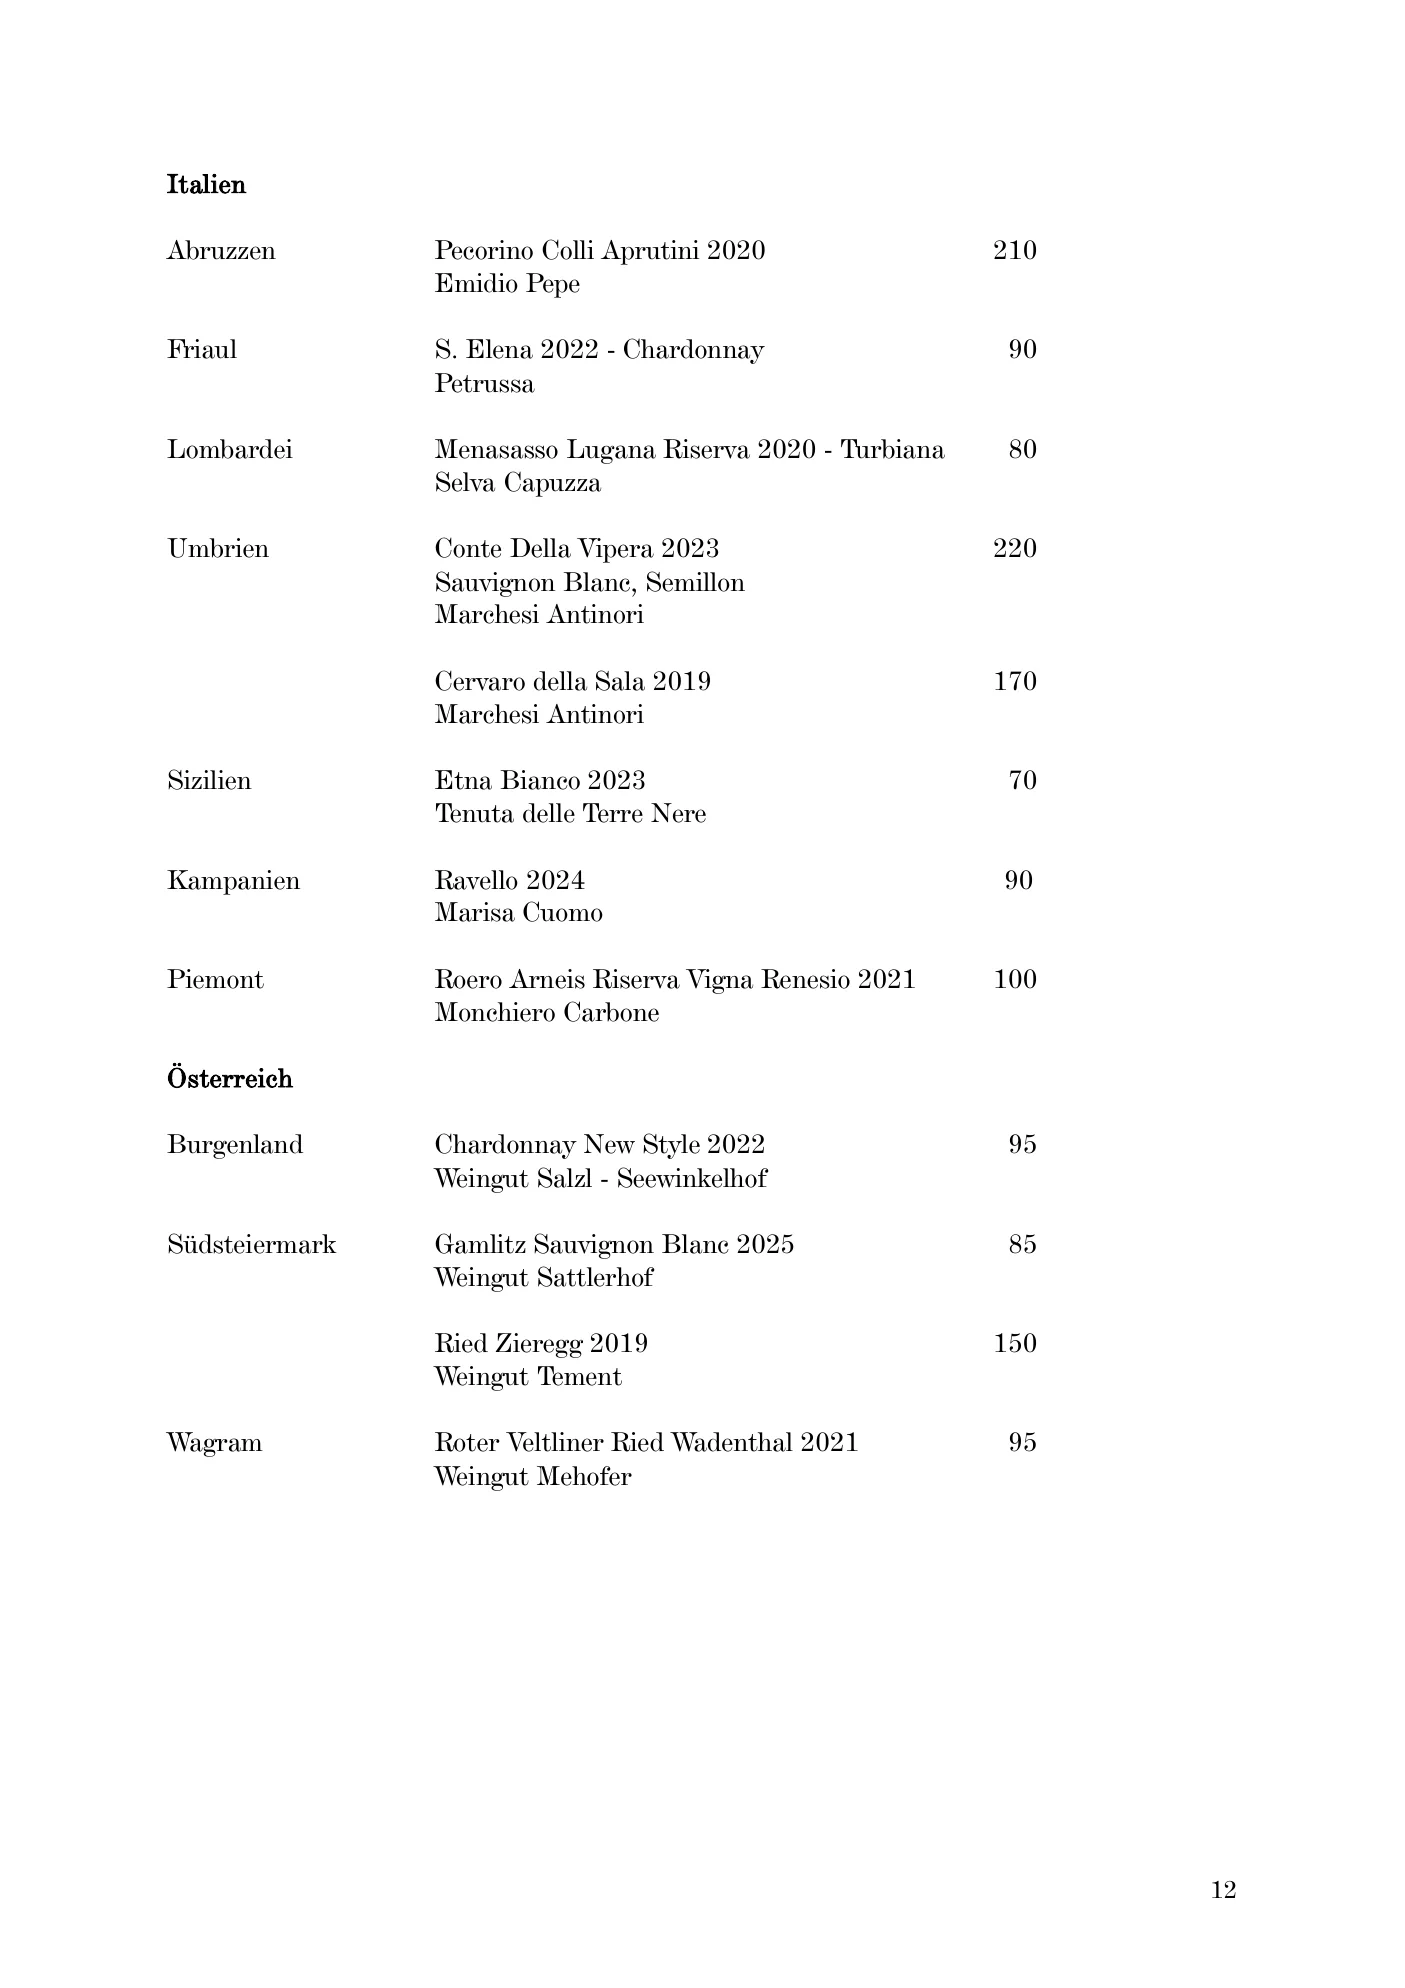 Italien
Abruzzen Pecorino Colli Aprutini 2020 210
Emidio Pepe
Friaul S. Elena 2022 - Chardonnay 90
Petrussa
Lombardei Menasasso Lugana Riserva 2020 - Turbiana 80
Selva Capuzza
Umbrien Conte Della Vipera 2023 220
Sauvignon Blanc, Semillon
Marchesi Antinori
Cervaro della Sala 2019 170
Marchesi Antinori
Sizilien Etna Bianco 2023 70
Tenuta delle Terre Nere
Kampanien Ravello 2024 90
Marisa Cuomo
Piemont Roero Arneis Riserva Vigna Renesio 2021 100
Monchiero Carbone
Österreich
Burgenland Chardonnay New Style 2022 95
Weingut Salzl - Seewinkelhof
Südsteiermark Gamlitz Sauvignon Blanc 2025 85
Weingut Sattlerhof
Ried Zieregg 2019 150
Weingut Tement
Wagram Roter Veltliner Ried Wadenthal 2021 95
Weingut Mehofer
12